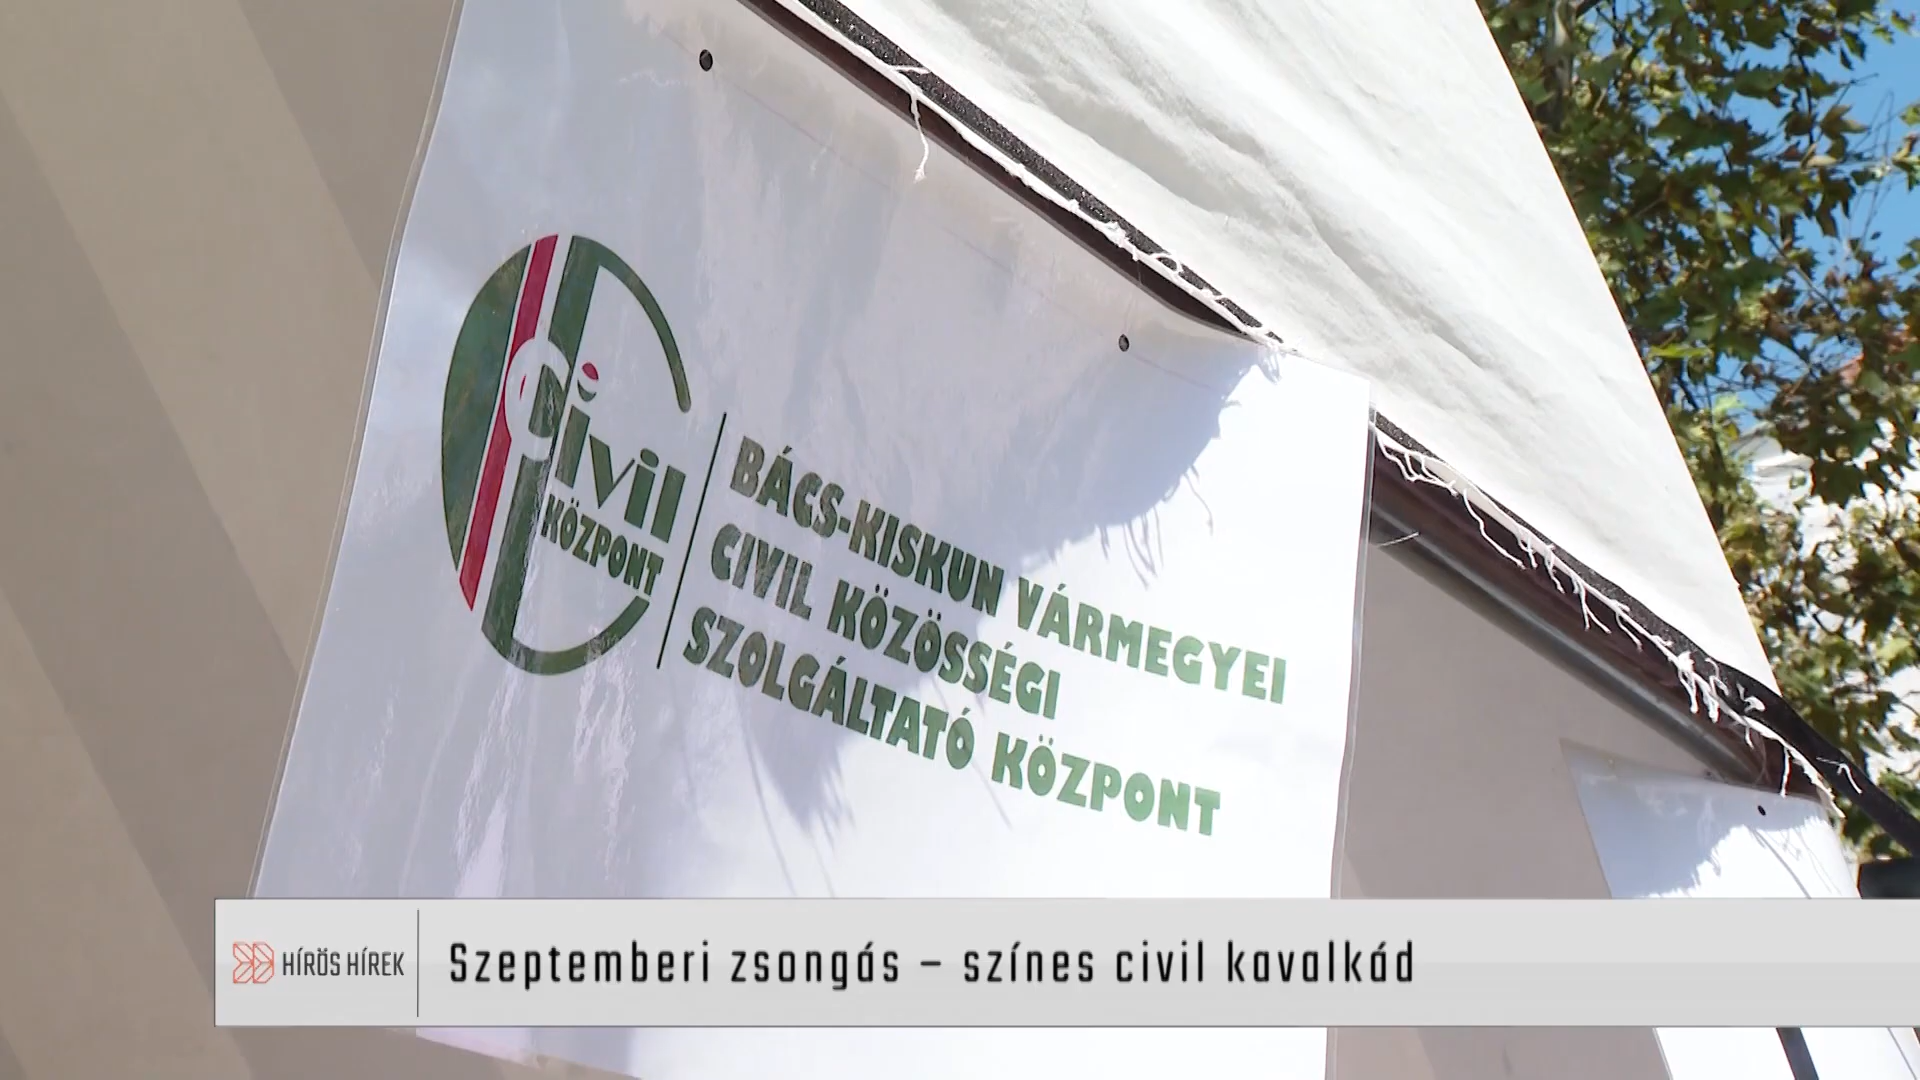 civil
KÖZPONT
BÁCS-KISKUN VÁRMEGYEI
CIVIL KÖZÖSSÉGI
SZOLGÁLTATÓ KÖZPONT
HÍRÖS HÍREK
Szeptemberi zsongás – színes civil kavalkád